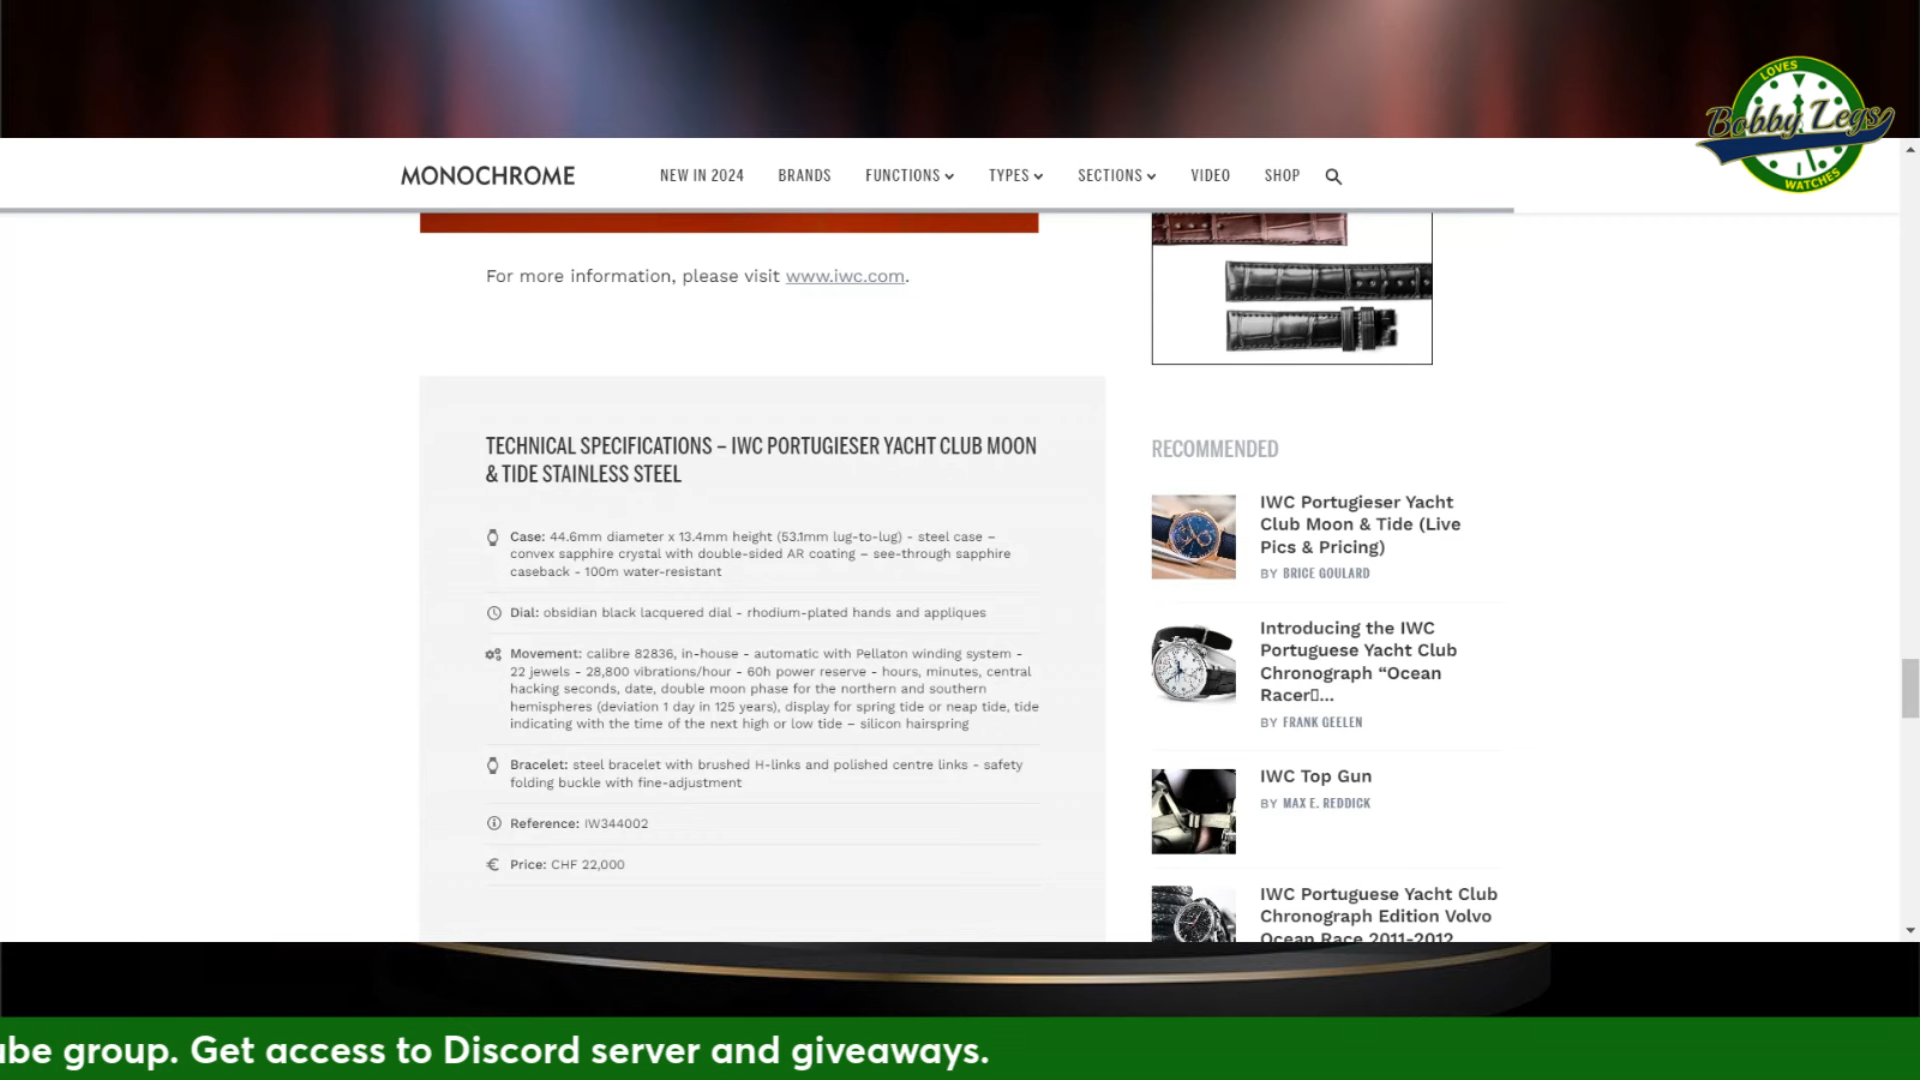 LOVES
Bobby Legs
WATCHES
MONOCHROME
NEW IN 2024 BRANDS FUNCTIONS TYPES SECTIONS VIDEO SHOP
For more information, please visit www.iwc.com.
TECHNICAL SPECIFICATIONS – IWC PORTUGIESER YACHT CLUB MOON
& TIDE STAINLESS STEEL
Case: 44.6mm diameter x 13.4mm height (53.1mm lug-to-lug) - steel case –
convex sapphire crystal with double-sided AR coating – see-through sapphire
caseback - 100m water-resistant
Dial: obsidian black lacquered dial - rhodium-plated hands and appliques
Movement: calibre 82836, in-house - automatic with Pellaton winding system -
22 jewels - 28,800 vibrations/hour - 60h power reserve - hours, minutes, central
hacking seconds, date, double moon phase for the northern and southern
hemispheres (deviation 1 day in 125 years), display for spring tide or neap tide, tide
indicating with the time of the next high or low tide – silicon hairspring
Bracelet: steel bracelet with brushed H-links and polished centre links - safety
folding buckle with fine-adjustment
Reference: IW344002
€ Price: CHF 22,000
RECOMMENDED
IWC Portugieser Yacht
Club Moon & Tide (Live
Pics & Pricing)
BY BRICE GOULARD
Introducing the IWC
Portuguese Yacht Club
Chronograph “Ocean
Racer▯...
BY FRANK GEELEN
IWC Top Gun
BY MAX E. REDDICK
IWC Portuguese Yacht Club
Chronograph Edition Volvo
Ocean Race 2011-2012
ube group. Get access to Discord server and giveaways.